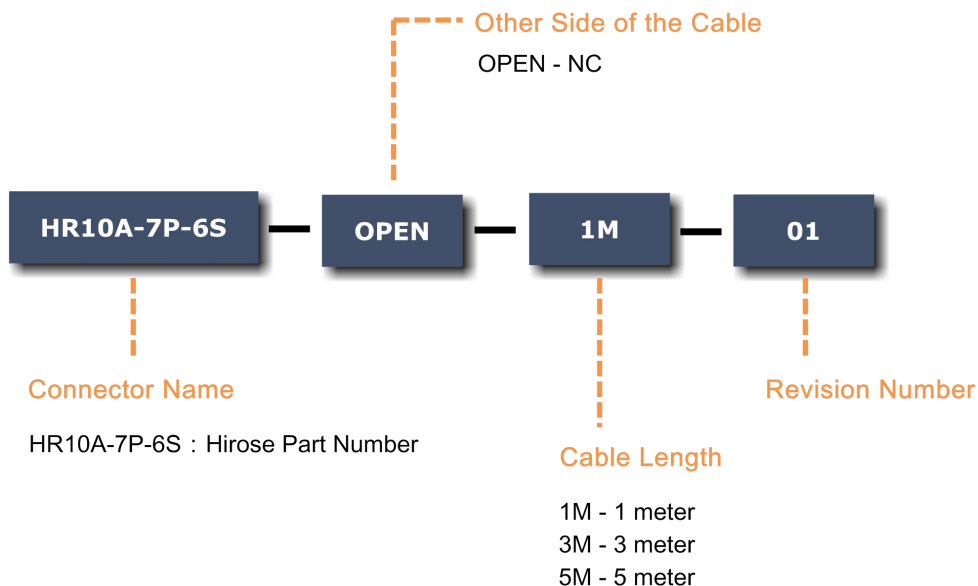 Other Side of the Cable
OPEN - NC
HR10A-7P-6S
OPEN
1M
01
Connector Name
HR10A-7P-6S : Hirose Part Number
Revision Number
Cable Length
1M - 1 meter
3M - 3 meter
5M - 5 meter